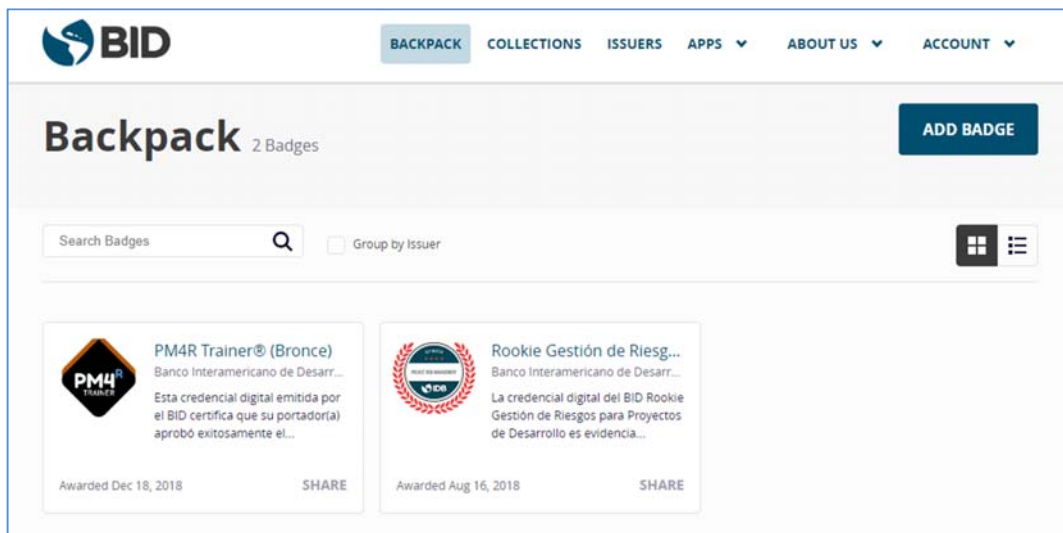 BID
BACKPACK COLLECTIONS ISSUERS APPS ABOUT US ACCOUNT
Backpack 2 Badges
ADD BADGE
Search Badges
Group by Issuer
PM4R
TRAINER
PM4R Trainer® (Bronce)
Banco Interamericano de Desarr...
Esta credencial digital emitida por
el BID certifica que su portador(a)
aprobó exitosamente el...
Awarded Dec 18, 2018 SHARE
IDB
Rookie Gestión de Riesg...
Banco Interamericano de Desarr...
La credencial digital del BID Rookie
Gestión de Riesgos para Proyectos
de Desarrollo es evidencia...
Awarded Aug 16, 2018 SHARE